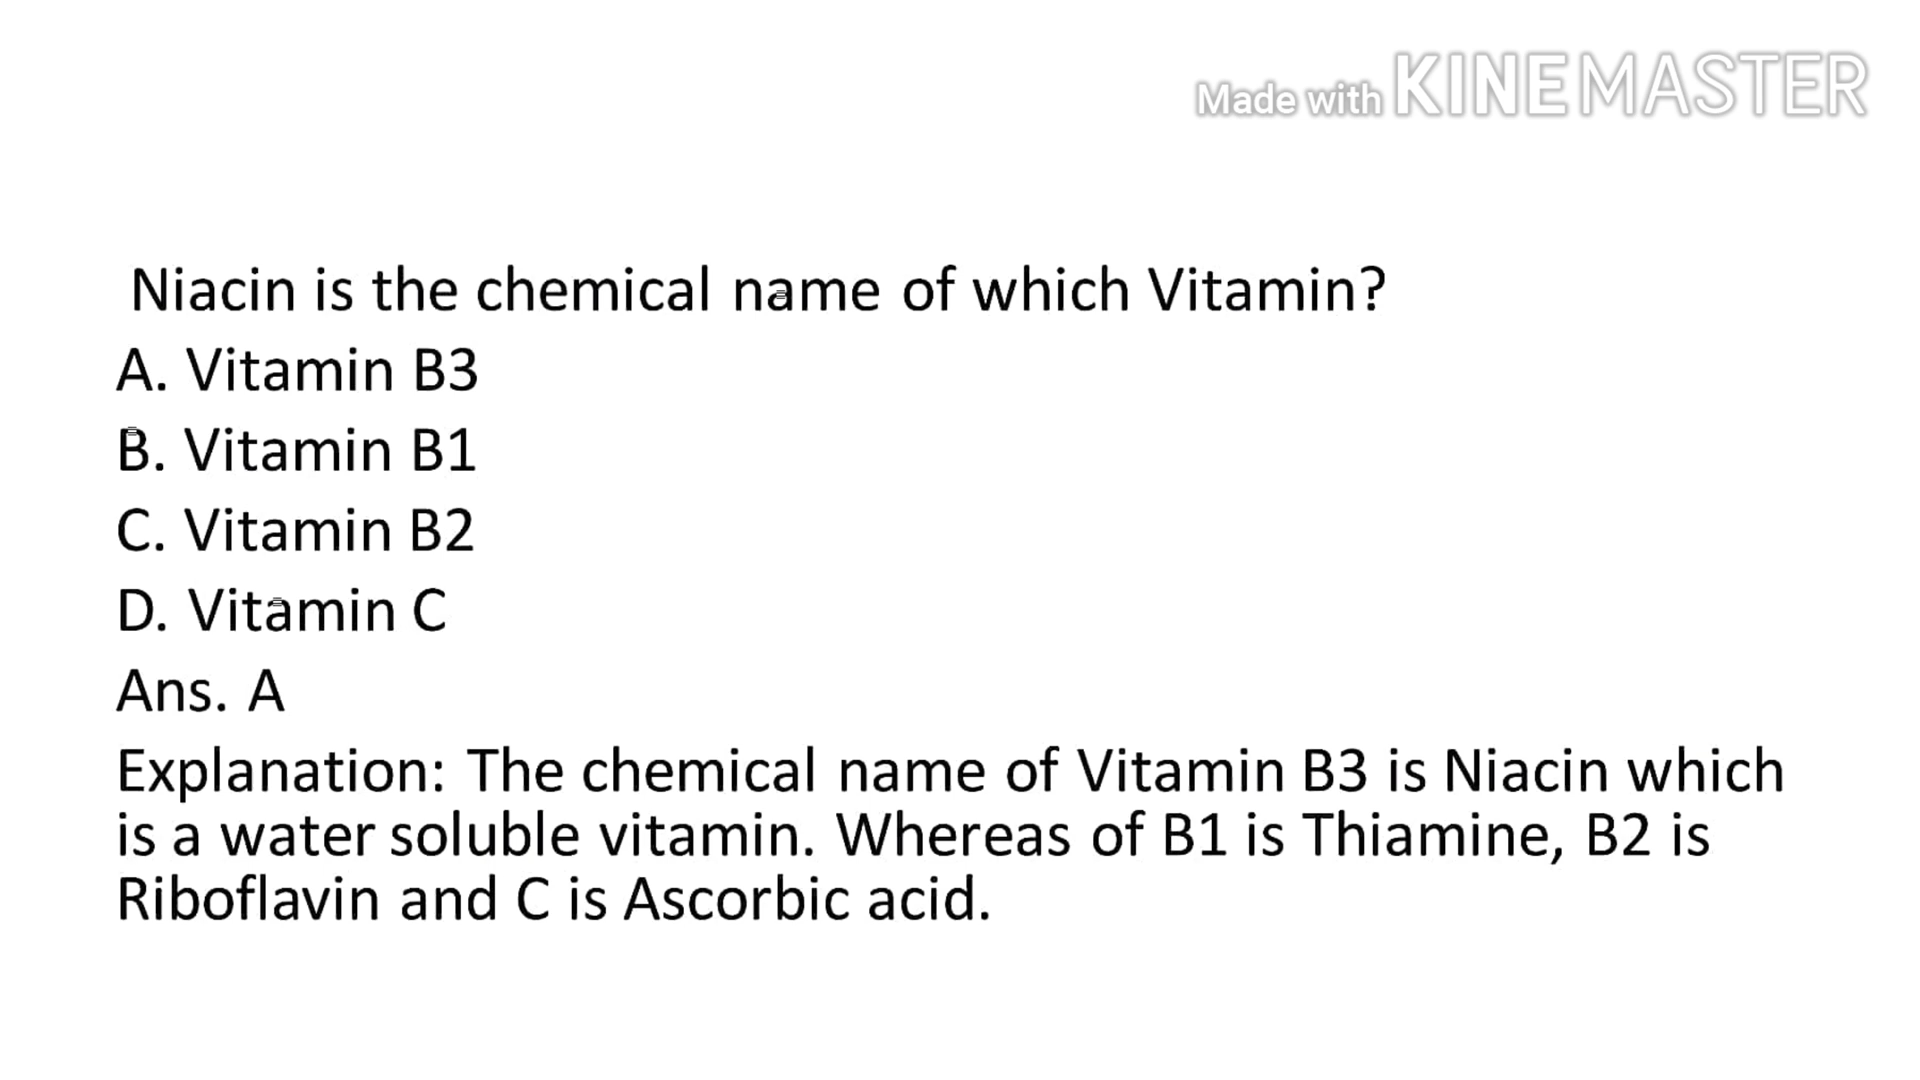 Made with KINEMASTER
Niacin is the chemical name of which Vitamin?
A. Vitamin B3
B. Vitamin B1
C. Vitamin B2
D. Vitamin C
Ans. A
Explanation: The chemical name of Vitamin B3 is Niacin which
is a water soluble vitamin. Whereas of B1 is Thiamine, B2 is
Riboflavin and C is Ascorbic acid.